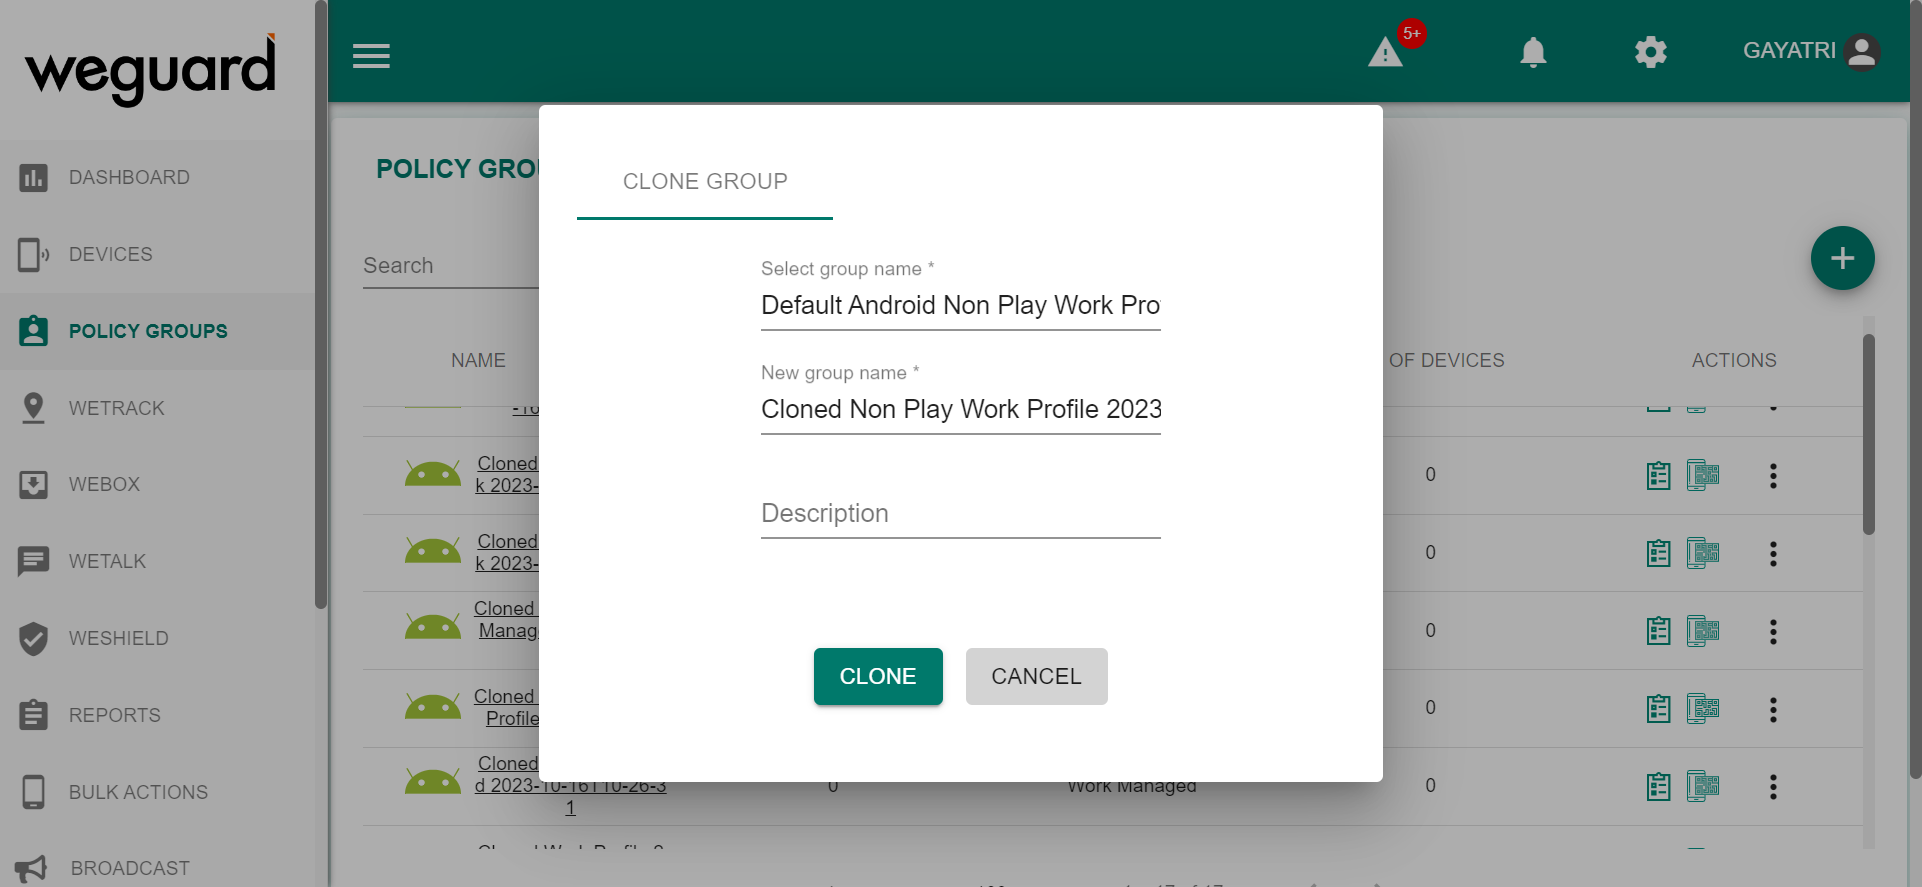 weguard
5+
GAYATRI
DASHBOARD
DEVICES
POLICY GROUPS
WETRACK
WEBOX
WETALK
WESHIELD
REPORTS
BULK ACTIONS
BROADCAST
POLICY GROU
Search
NAME
OF DEVICES
ACTIONS
Cloned
k 2023-
0
Cloned
k 2023-
0
Cloned
Manage
0
Cloned
Profile
0
Cloned
d 2023-10-16T10-26-3
1
0
Work Managed
0
CLONE GROUP
Select group name *
Default Android Non Play Work Pro
New group name *
Cloned Non Play Work Profile 2023
Description
CLONE
CANCEL